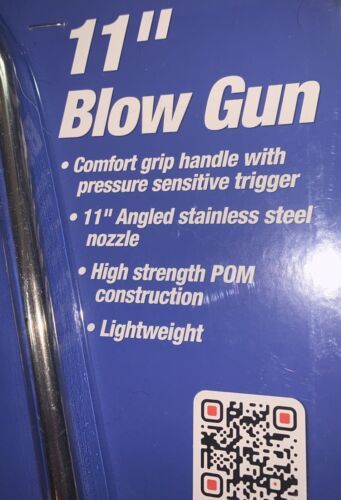 11"
Blow Gun
• Comfort grip handle with
pressure sensitive trigger
• 11" Angled stainless steel
nozzle
• High strength POM
construction
• Lightweight